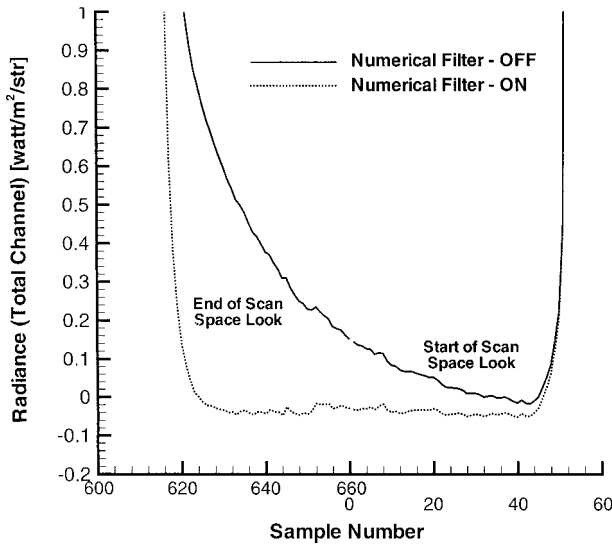 1
0.9
0.8
0.7
0.6
0.5
0.4
0.3
0.2
0.1
0
-0.1
-0.2
Radiance (Total Channel) [watt/m²/str]
Numerical Filter - OFF
Numerical Filter - ON
End of Scan
Space Look
Start of Scan
Space Look
600 620 640 660 20 40 60
0
Sample Number